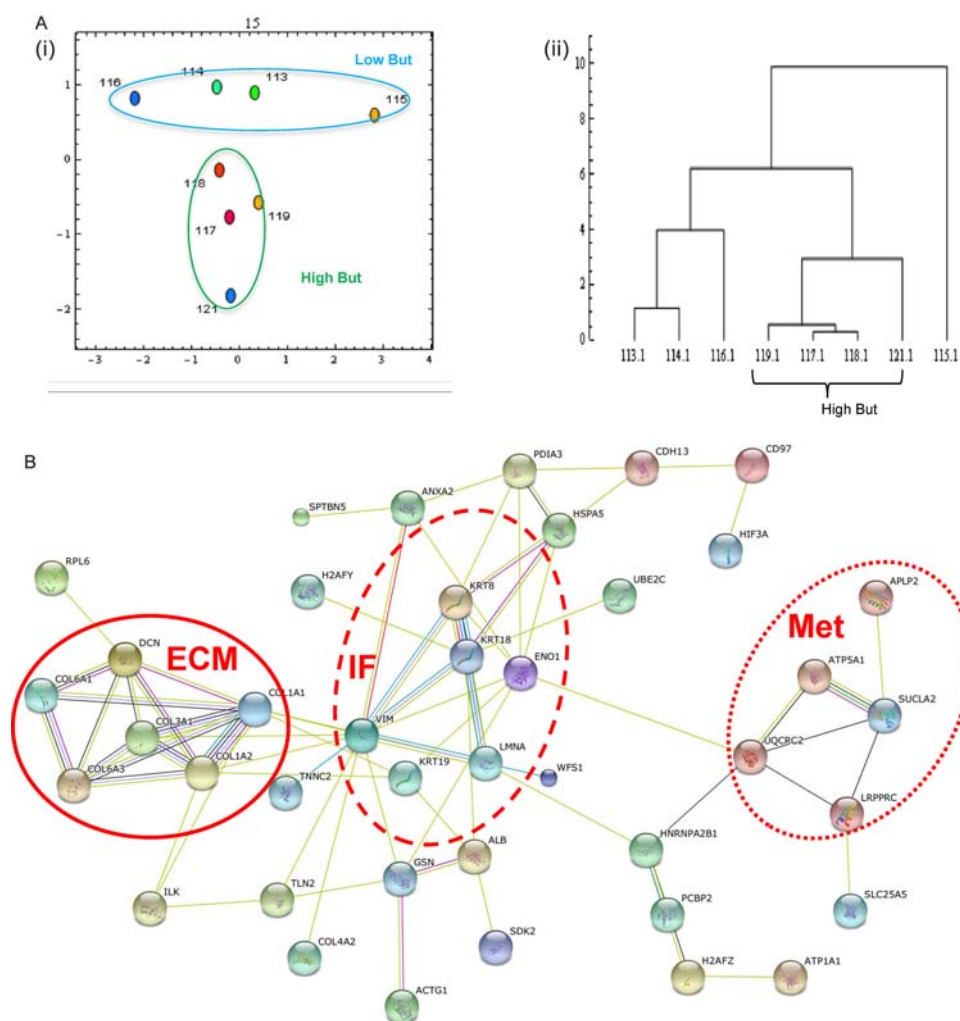 A
(i)
15
Low But
116
114
113
115
118
119
117
121
High But
1
0
−1
−2
−3
−2
−1
0
1
2
3
4
(ii)
10
8
6
4
2
0
113.1
114.1
116.1
119.1
117.1
118.1
121.1
115.1
High But
B
PDIA3
CDH13
CD97
ANXA2
SPTBN5
HSPA5
HIF3A
RPL6
H2AFY
KRT8
UBE2C
APLP2
DCN
ECM
IF
KRT18
Met
COL6A1
COL1A1
ENO1
ATP5A1
COL3A1
VIM
SUCLA2
COL1A2
UQCRC2
COL6A3
LMNA
TNNC2
KRT19
WFS1
LRPPRC
HNRNPA2B1
ALB
GSN
ILK
TLN2
PCBP2
SLC25A5
COL4A2
SDK2
H2AFZ
ATP1A1
ACTG1